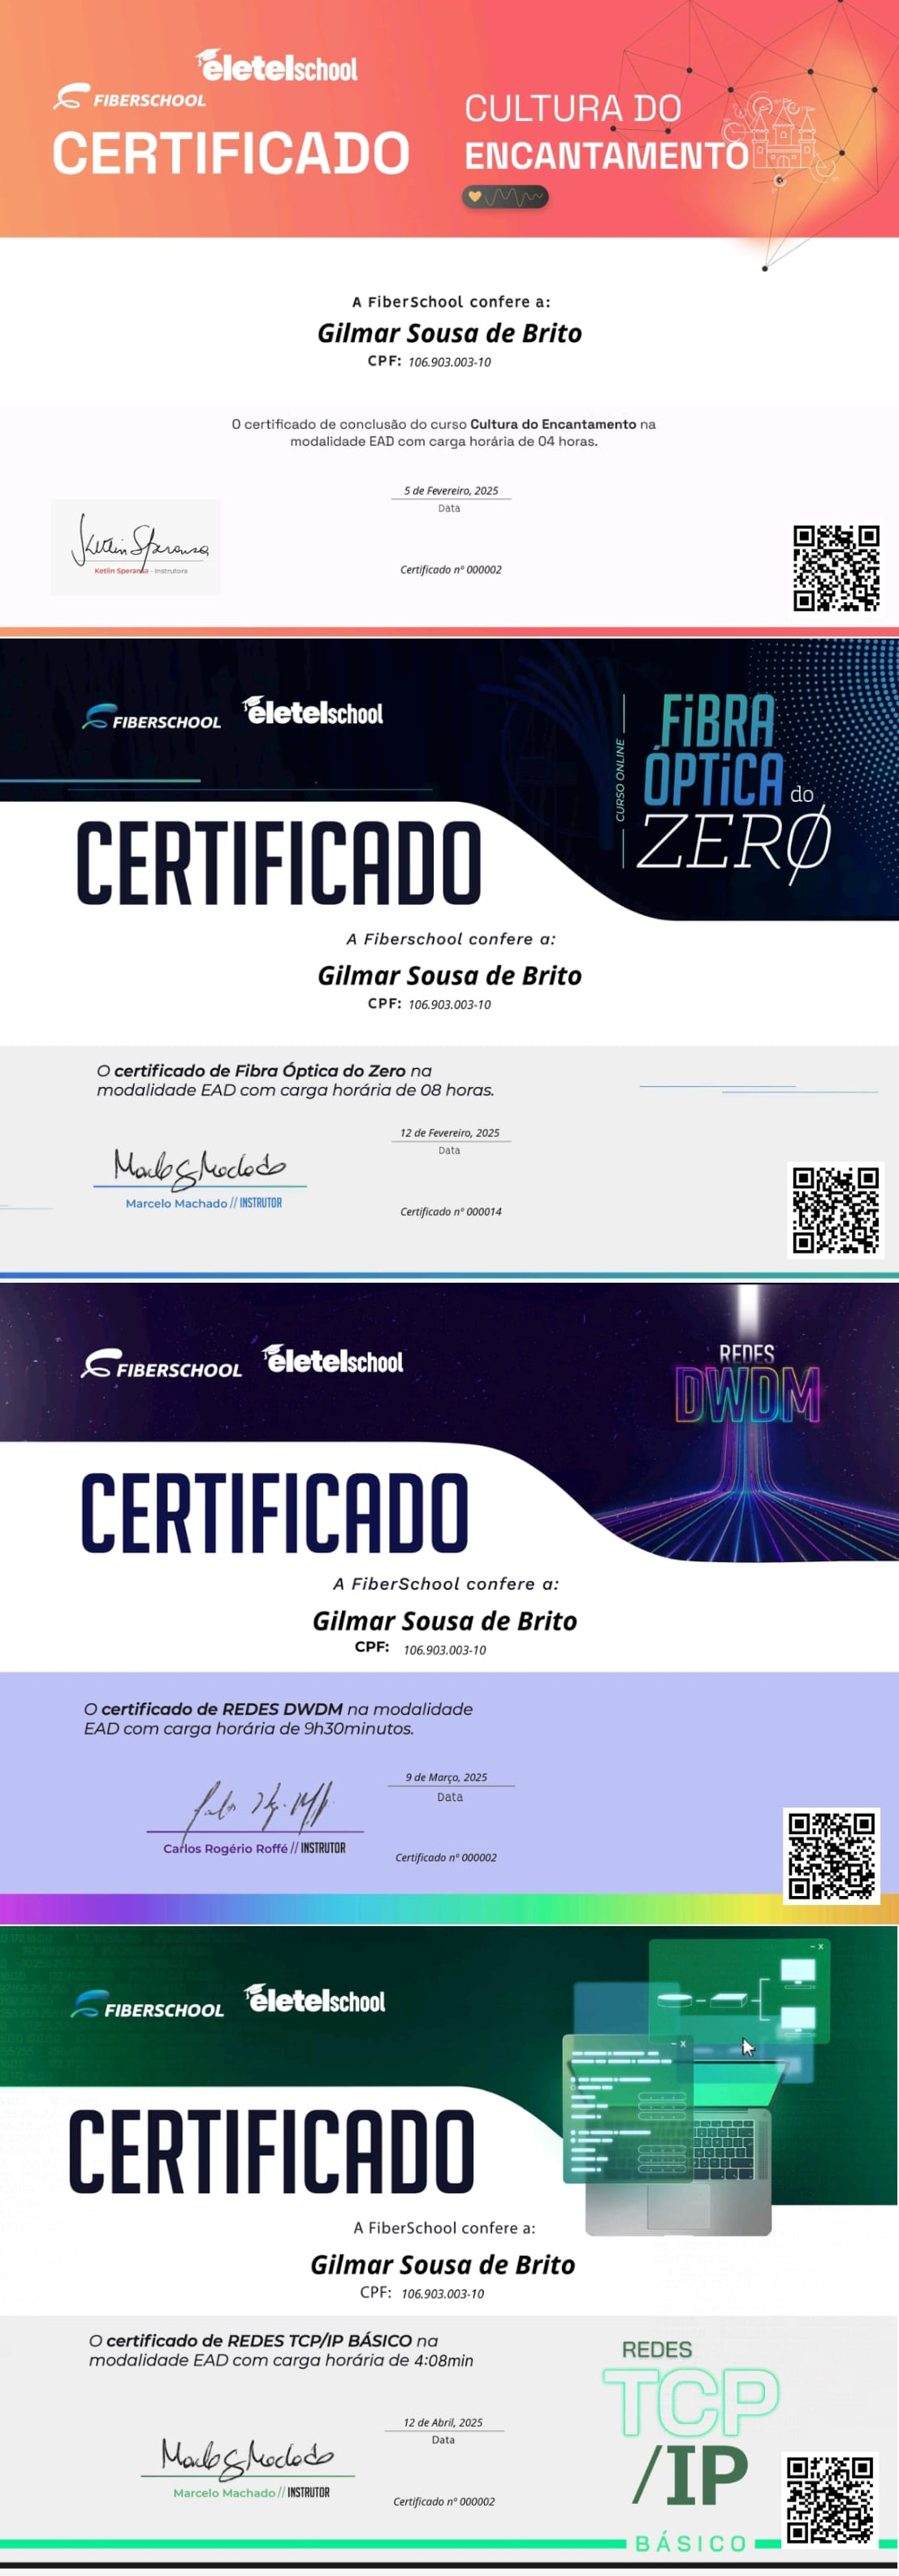 eletelschool
FIBERSCHOOL
CERTIFICADO
CULTURA DO
ENCANTAMENTO
A FiberSchool confere a:
Gilmar Sousa de Brito
CPF: 106.903.003-10
O certificado de conclusão do curso Cultura do Encantamento na
modalidade EAD com carga horária de 04 horas.
5 de Fevereiro, 2025
Data
Ketlin Speranza
Ketlin Speranza - Instrutora
Certificado nº 000002
FIBERSCHOOL
eletelschool
CURSO ONLINE
FiBRA
ÓPTiCA do
ZERØ
CERTIFICADO
A Fiberschool confere a:
Gilmar Sousa de Brito
CPF: 106.903.003-10
O certificado de Fibra Óptica do Zero na
modalidade EAD com carga horária de 08 horas.
12 de Fevereiro, 2025
Data
Marcelo Machado // INSTRUTOR
Certificado nº 000014
FIBERSCHOOL
eletelschool
REDES
DWDM
CERTIFICADO
A FiberSchool confere a:
Gilmar Sousa de Brito
CPF: 106.903.003-10
O certificado de REDES DWDM na modalidade
EAD com carga horária de 9h30minutos.
9 de Março, 2025
Data
Carlos Rogério Roffé // INSTRUTOR
Certificado nº 000002
FIBERSCHOOL
eletelschool
CERTIFICADO
A FiberSchool confere a:
Gilmar Sousa de Brito
CPF: 106.903.003-10
O certificado de REDES TCP/IP BÁSICO na
modalidade EAD com carga horária de 4:08min
12 de Abril, 2025
Data
Marcelo Machado // INSTRUTOR
Certificado nº 000002
REDES
TCP
/IP
BÁSICO